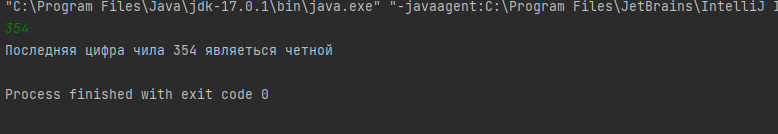 "C:\Program Files\Java\jdk-17.0.1\bin\java.exe" "-javaagent:C:\Program Files\JetBrains\IntelliJ I
354
Последняя цифра чила 354 являеться четной
Process finished with exit code 0